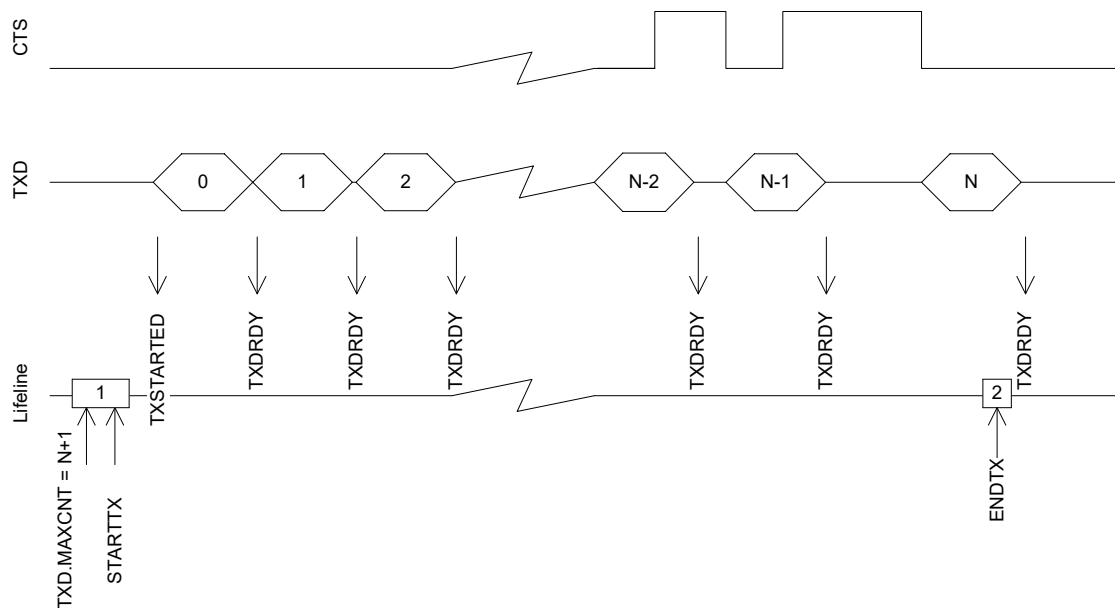 CTS
TXD
0
1
2
N-2
N-1
N
TXSTARTED
TXDRDY
TXDRDY
TXDRDY
TXDRDY
TXDRDY
TXDRDY
Lifeline
1
2
TXD.MAXCNT = N+1
STARTTX
ENDTX